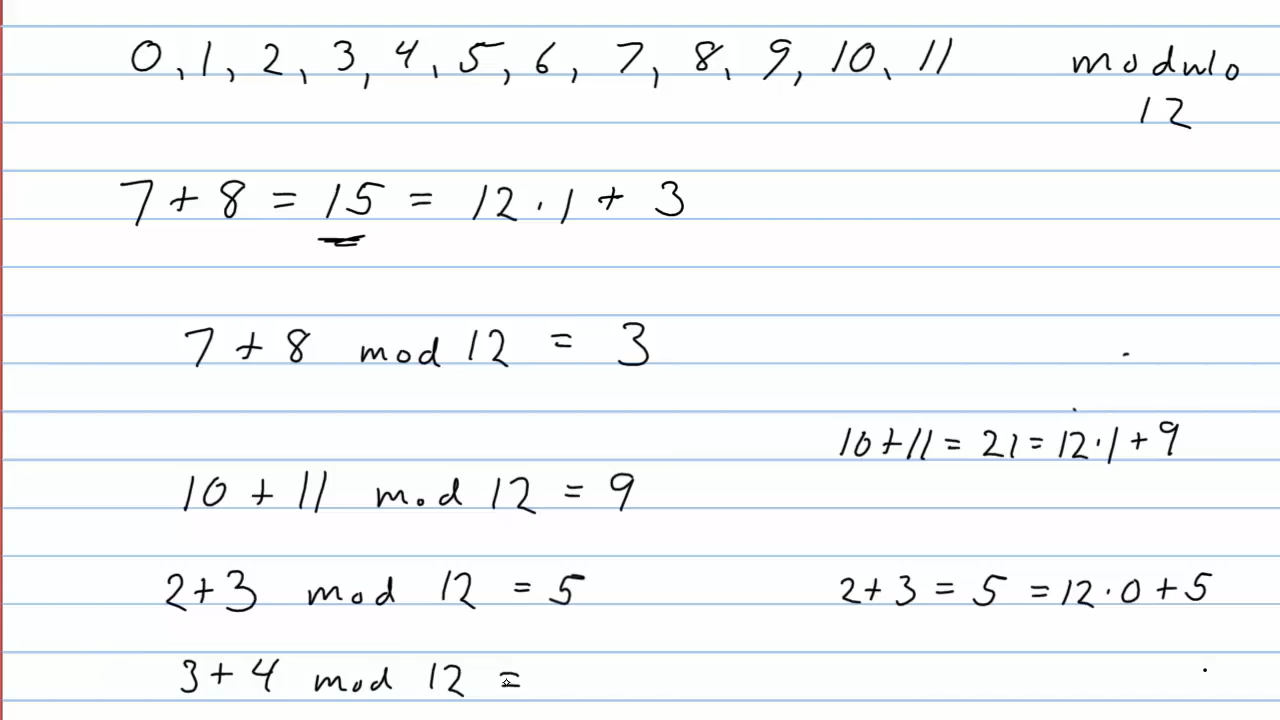 0, 1, 2, 3, 4, 5, 6, 7, 8, 9, 10, 11 modulo
12
7 + 8 = 15 = 12 · 1 + 3
7 + 8 mod 12 = 3
10 + 11 = 21 = 12 · 1 + 9
10 + 11 mod 12 = 9
2 + 3 mod 12 = 5 2 + 3 = 5 = 12 · 0 + 5
3 + 4 mod 12 =